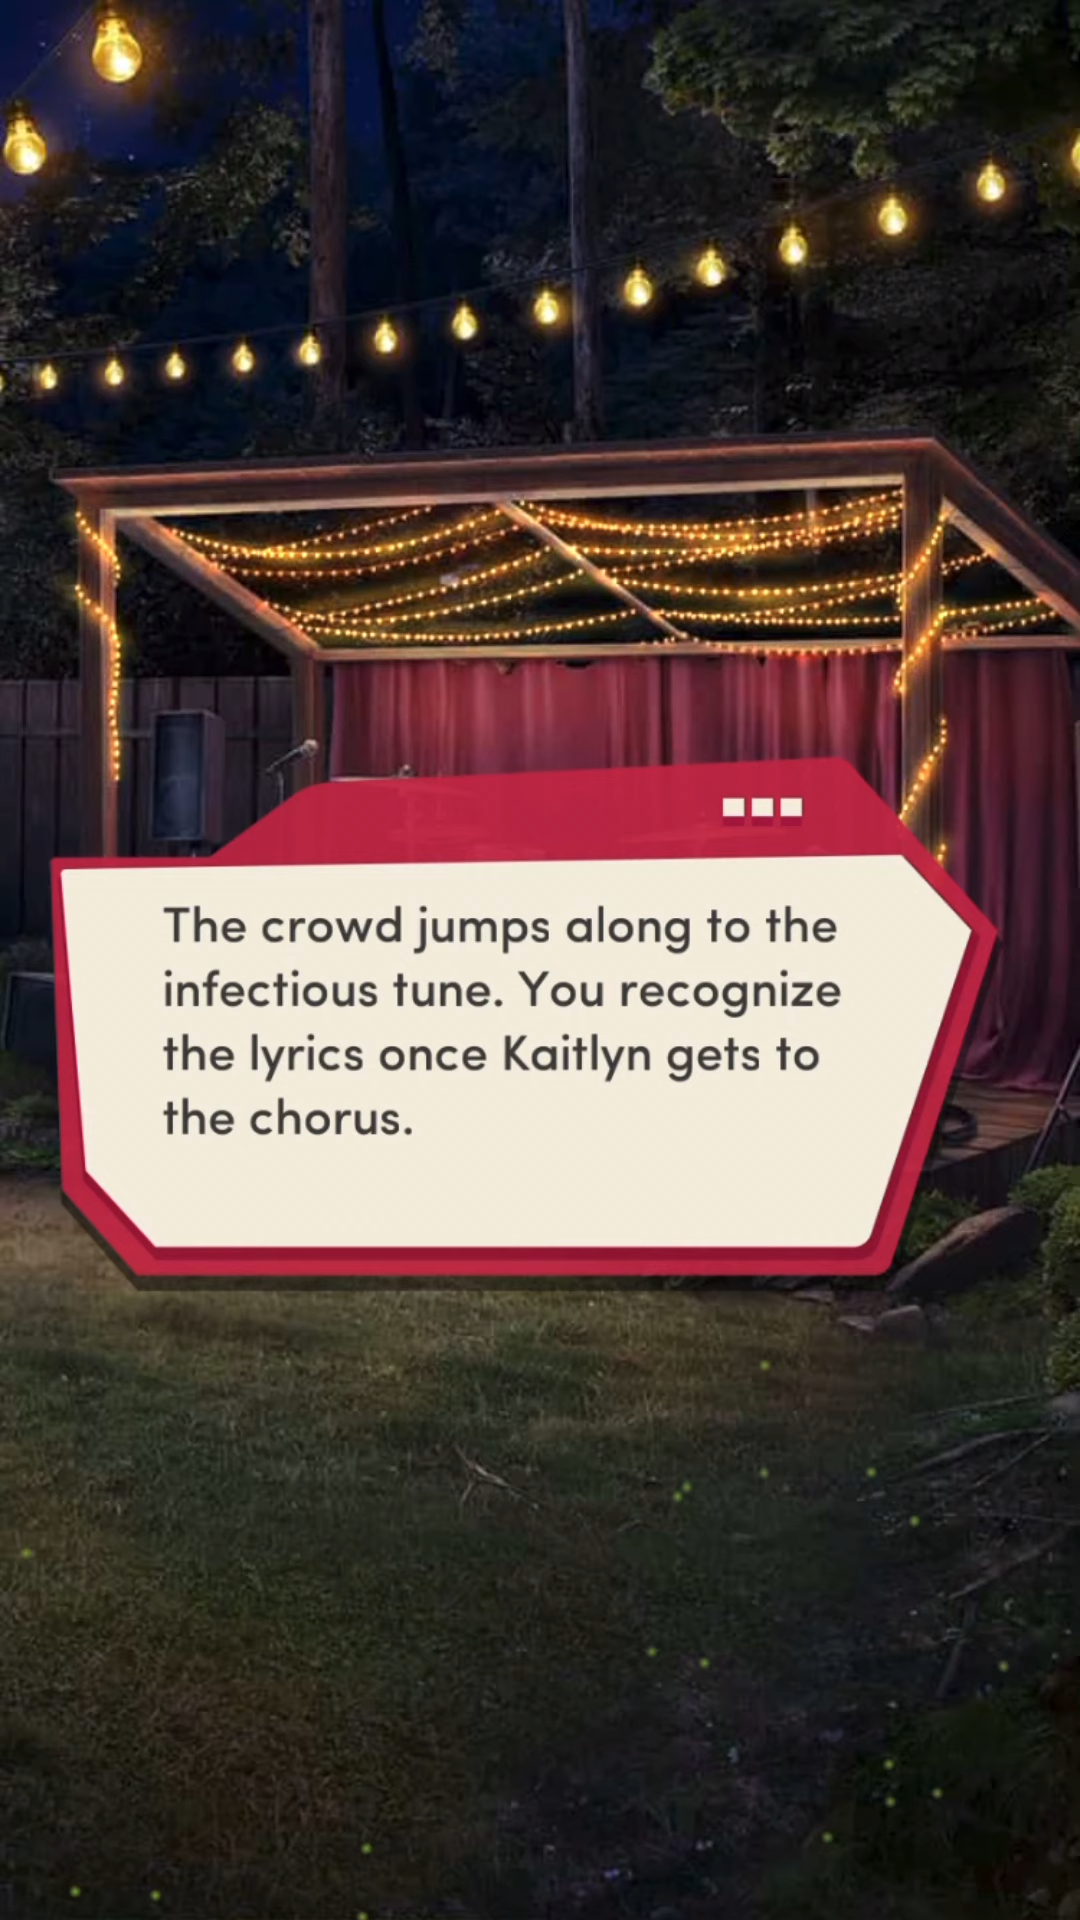 The crowd jumps along to the
infectious tune. You recognize
the lyrics once Kaitlyn gets to
the chorus.